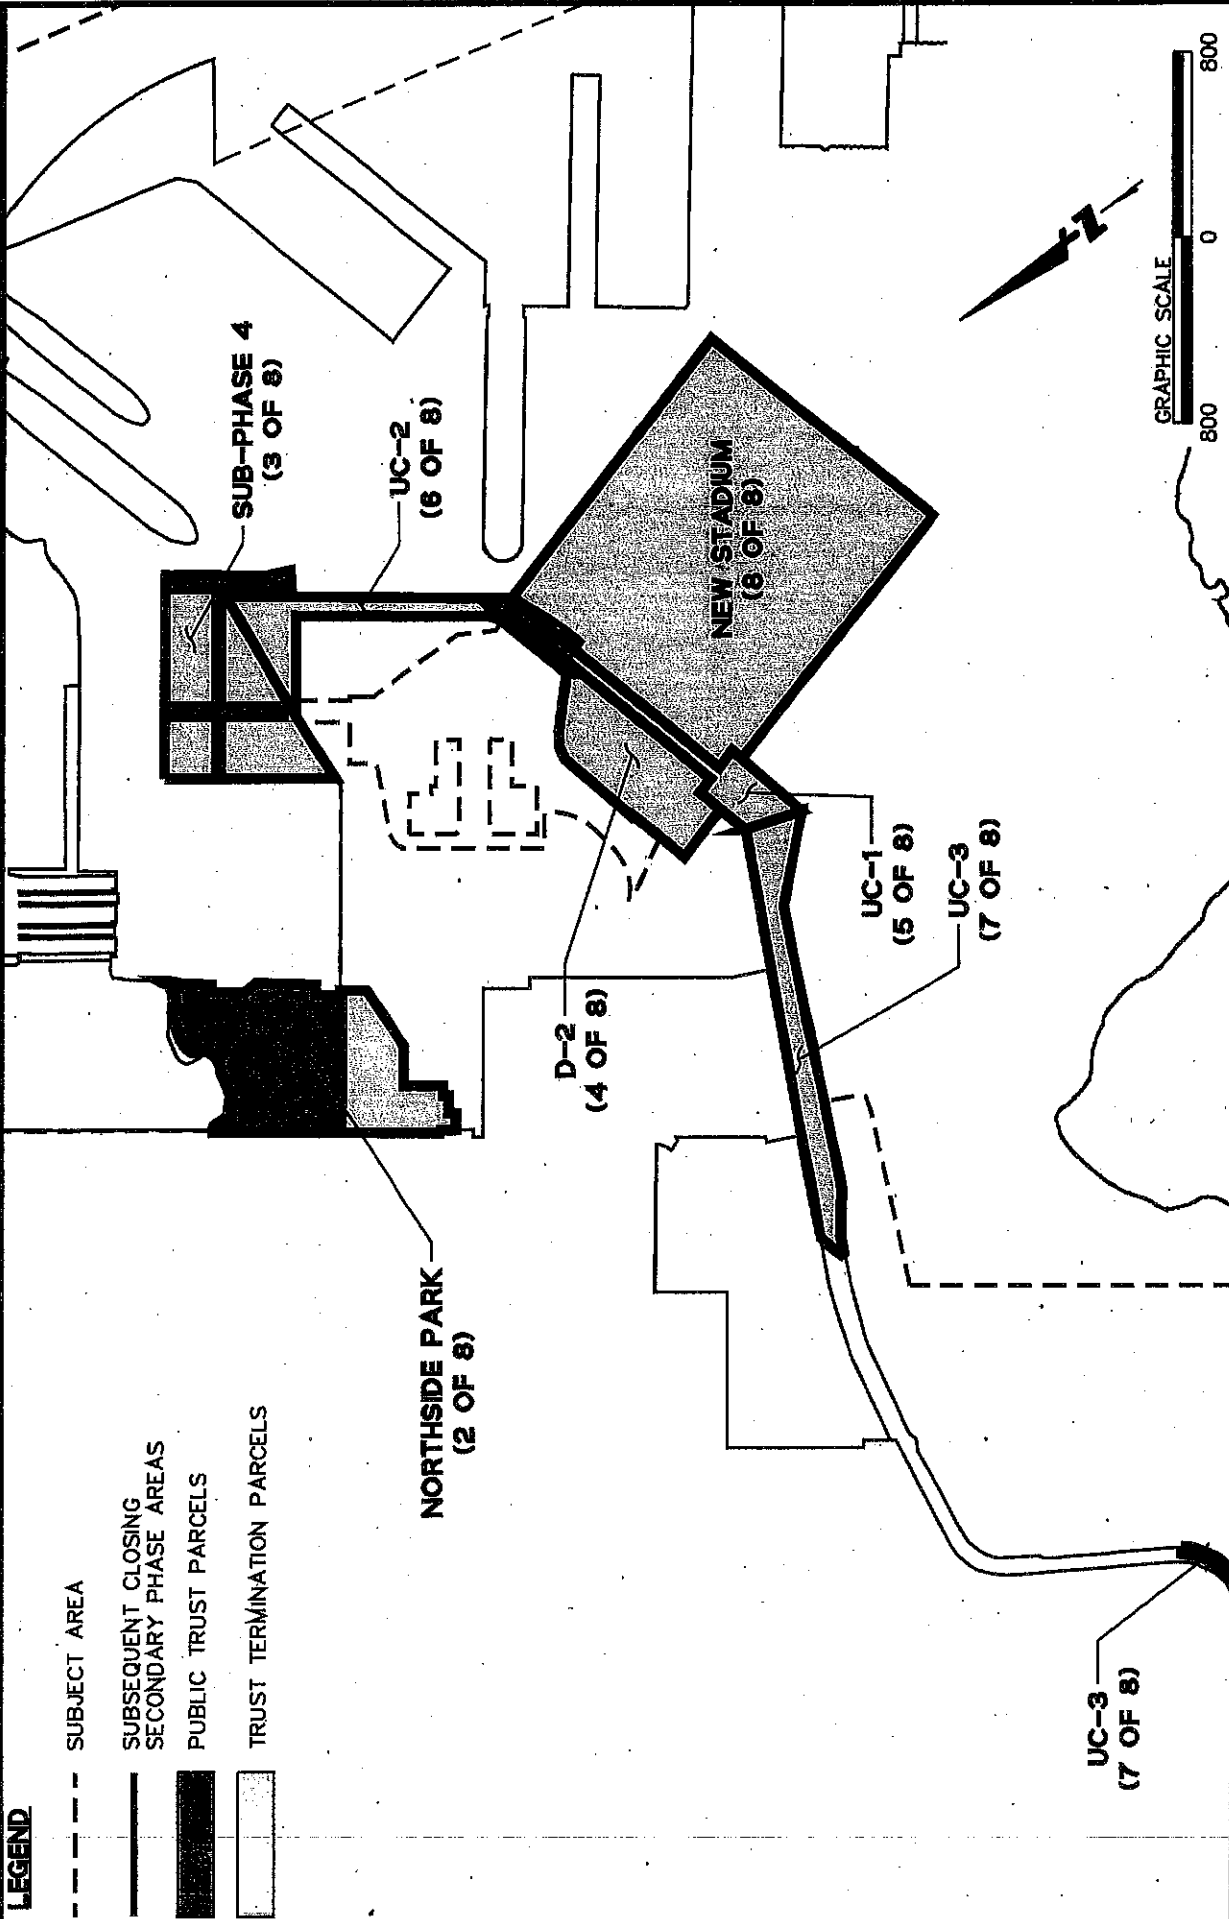 LEGEND
SUBJECT AREA
SUBSEQUENT CLOSING
SECONDARY PHASE AREAS
PUBLIC TRUST PARCELS
TRUST TERMINATION PARCELS
NORTHSIDE PARK
(2 OF 8)
SUB-PHASE 4
(3 OF 8)
UC-2
(6 OF 8)
D-2
(4 OF 8)
NEW STADIUM
(8 OF 8)
UC-1
(5 OF 8)
UC-3
(7 OF 8)
UC-3
(7 OF 8)
N
GRAPHIC SCALE
800 0 800